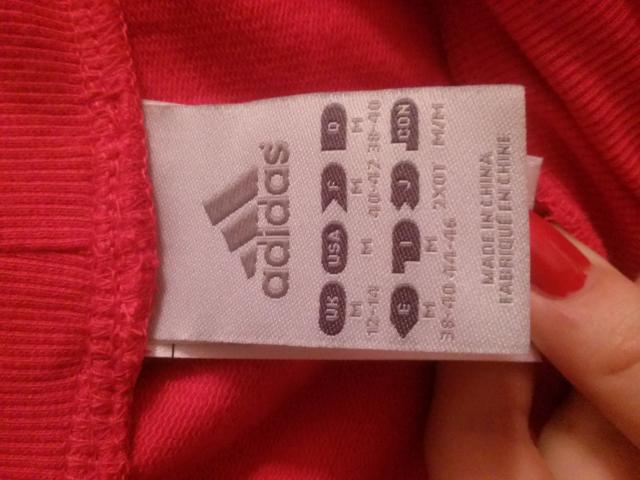 adidas
UK USA F D
M M M M
12-14 40-42 38-40
E I J CON
M M 2XOT M/M
38-40 44-46
MADE IN CHINA
FABRIQUÉ EN CHINE